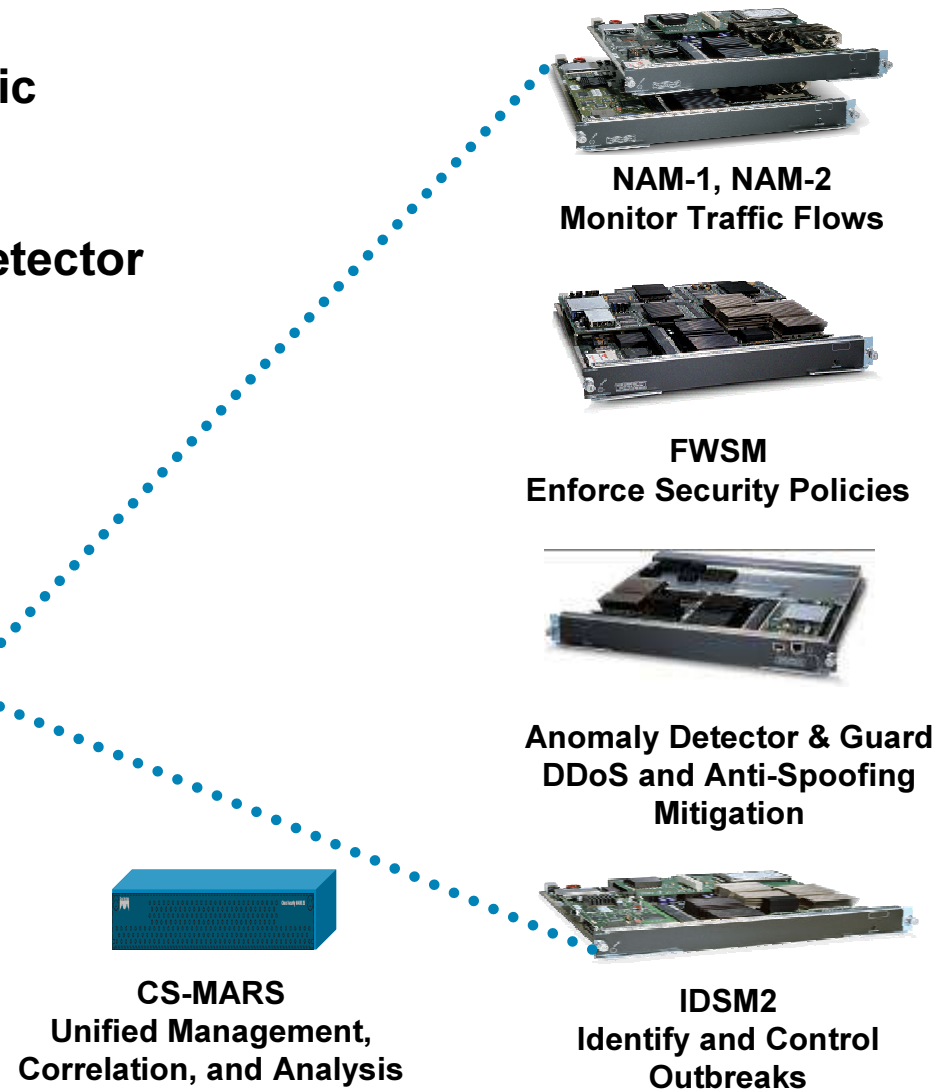 ic
etector
NAM-1, NAM-2
Monitor Traffic Flows
FWSM
Enforce Security Policies
Anomaly Detector & Guard
DDoS and Anti-Spoofing
Mitigation
CS-MARS
Unified Management,
Correlation, and Analysis
IDSM2
Identify and Control
Outbreaks